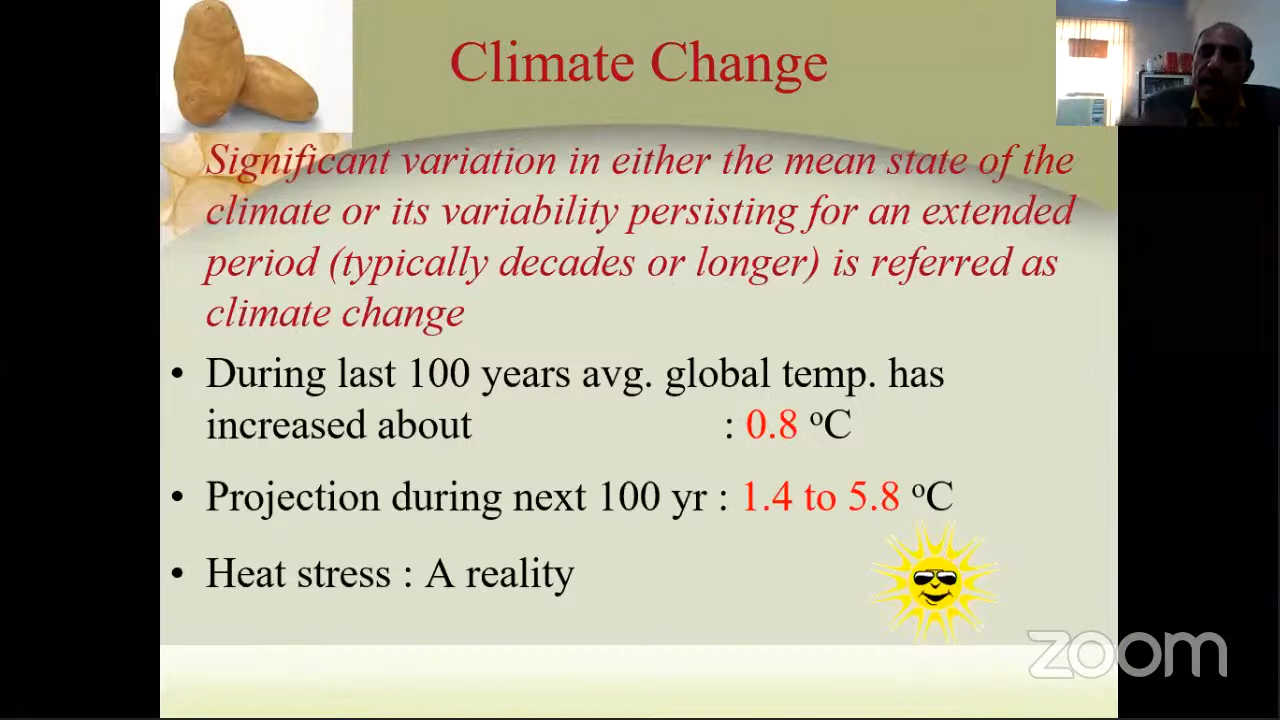 Climate Change
Significant variation in either the mean state of the
climate or its variability persisting for an extended
period (typically decades or longer) is referred as
climate change
• During last 100 years avg. global temp. has
increased about : 0.8 °C
• Projection during next 100 yr : 1.4 to 5.8 °C
• Heat stress : A reality
zoom